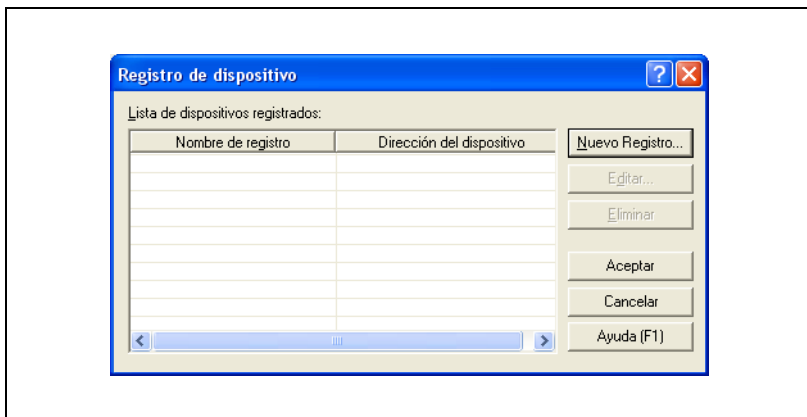 Registro de dispositivo
Lista de dispositivos registrados:
Nombre de registro Dirección del dispositivo
Nuevo Registro...
Editar...
Eliminar
Aceptar
Cancelar
Ayuda (F1)